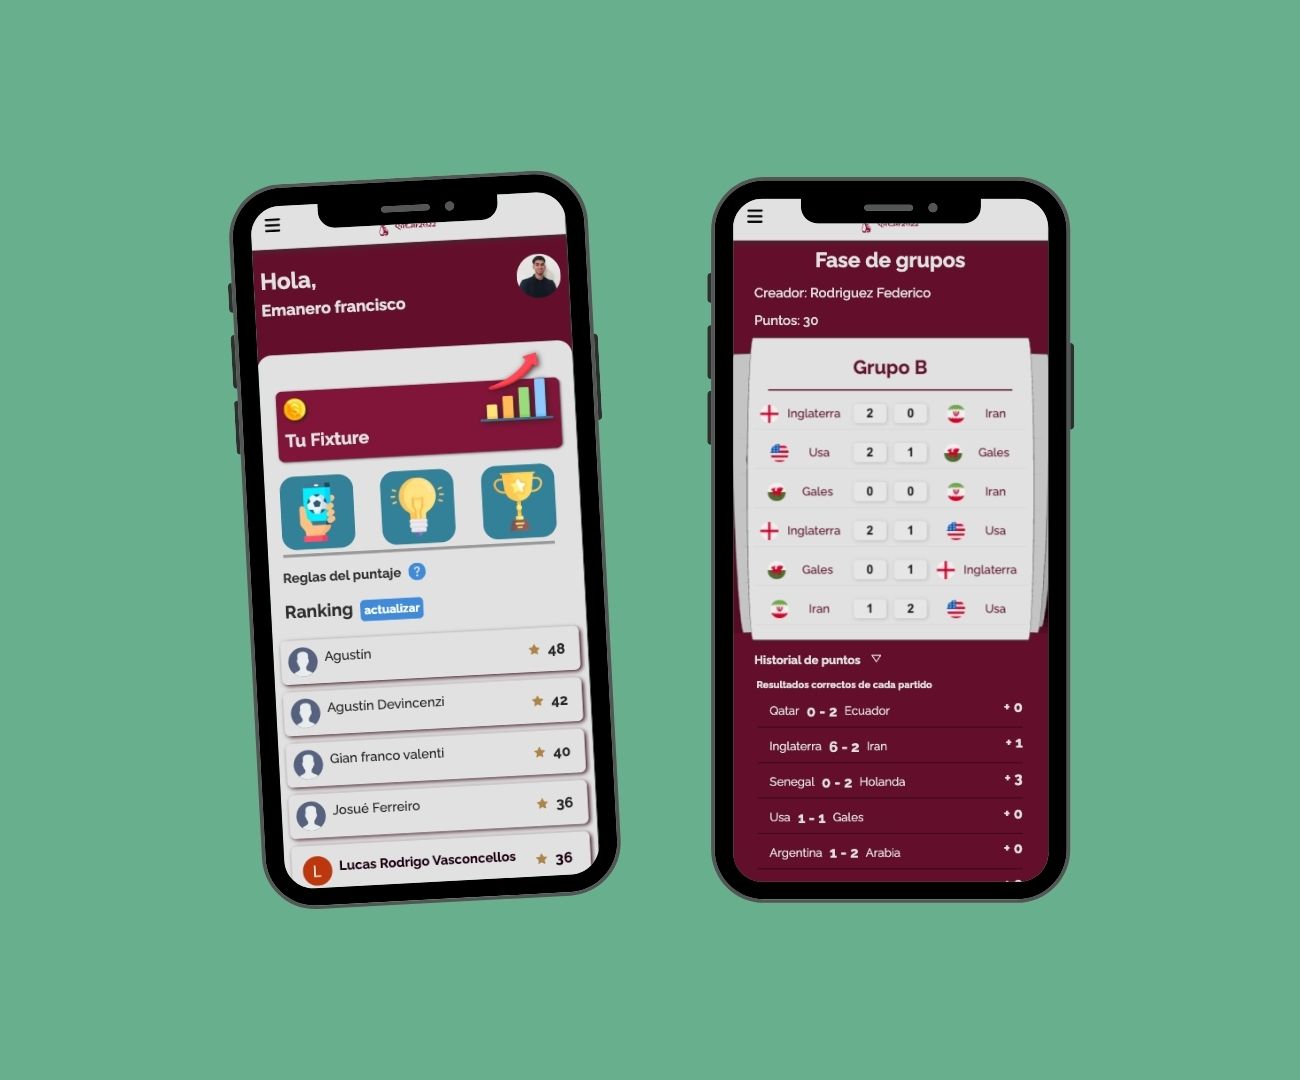 Hola,
Emanero francisco
Tu Fixture
Reglas del puntaje ?
Ranking actualizar
Agustín 48
Agustin Devincenzi 42
Gian franco valenti 40
Josué Ferreiro 36
L Lucas Rodrigo Vasconcellos 36
Fase de grupos
Creador: Rodriguez Federico
Puntos: 30
Grupo B
Inglaterra 2 0 Iran
Usa 2 1 Gales
Gales 0 0 Iran
Inglaterra 2 1 Usa
Gales 0 1 Inglaterra
Iran 1 2 Usa
Historial de puntos
Resultados correctos de cada partido
Qatar 0 - 2 Ecuador + 0
Inglaterra 6 - 2 Iran + 1
Senegal 0 - 2 Holanda + 3
Usa 1 - 1 Gales + 0
Argentina 1 - 2 Arabia + 0